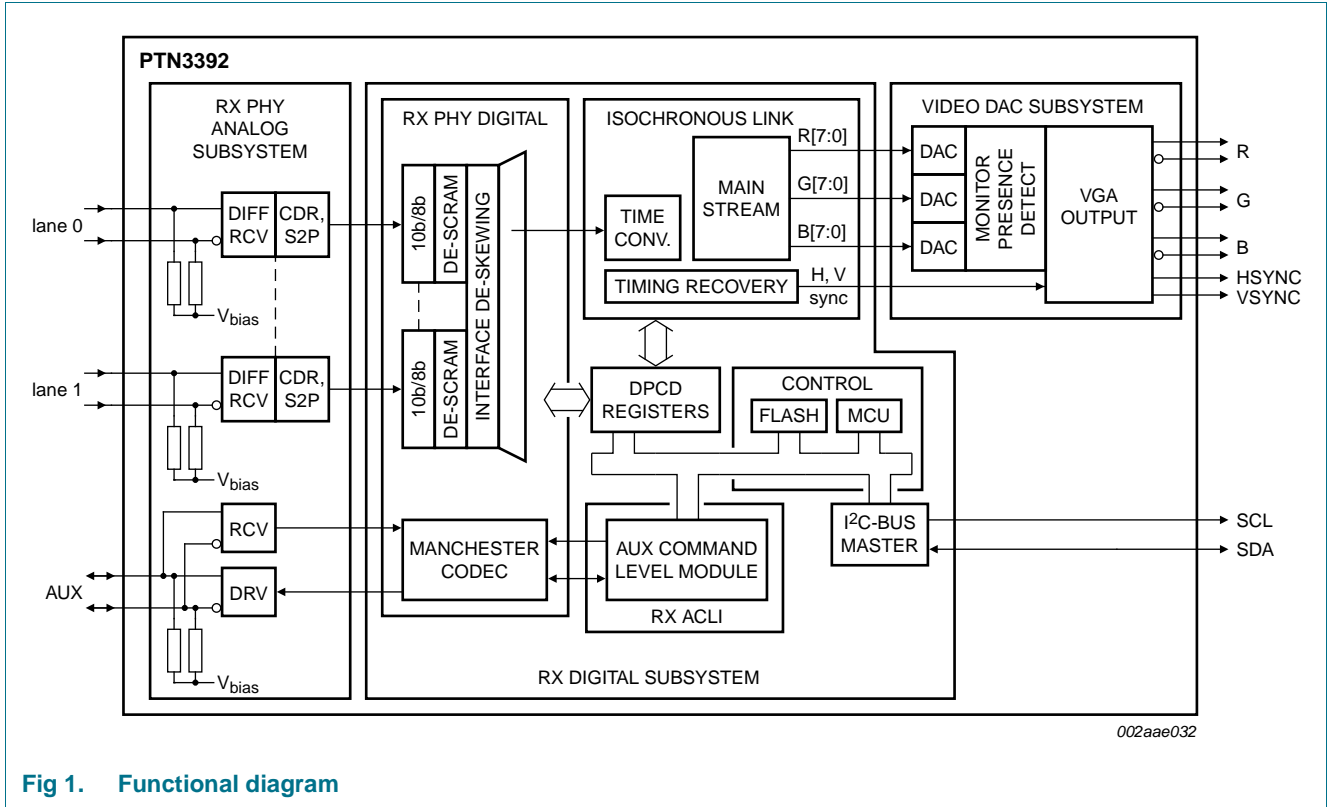 PTN3392
RX PHY
ANALOG
SUBSYSTEM
lane 0
DIFF
RCV
CDR,
S2P
Vbias
lane 1
DIFF
RCV
CDR,
S2P
Vbias
RCV
DRV
AUX
Vbias
RX PHY DIGITAL
10b/8b
DE-SCRAM
10b/8b
DE-SCRAM
INTERFACE DE-SKEWING
MANCHESTER
CODEC
ISOCHRONOUS LINK
TIME
CONV.
MAIN
STREAM
R[7:0]
G[7:0]
B[7:0]
TIMING RECOVERY
H, V
sync
DPCD
REGISTERS
CONTROL
FLASH
MCU
AUX COMMAND
LEVEL MODULE
RX ACLI
I2C-BUS
MASTER
RX DIGITAL SUBSYSTEM
VIDEO DAC SUBSYSTEM
DAC
DAC
DAC
MONITOR
PRESENCE
DETECT
VGA
OUTPUT
R
G
B
HSYNC
VSYNC
SCL
SDA
002aae032
Fig 1. Functional diagram